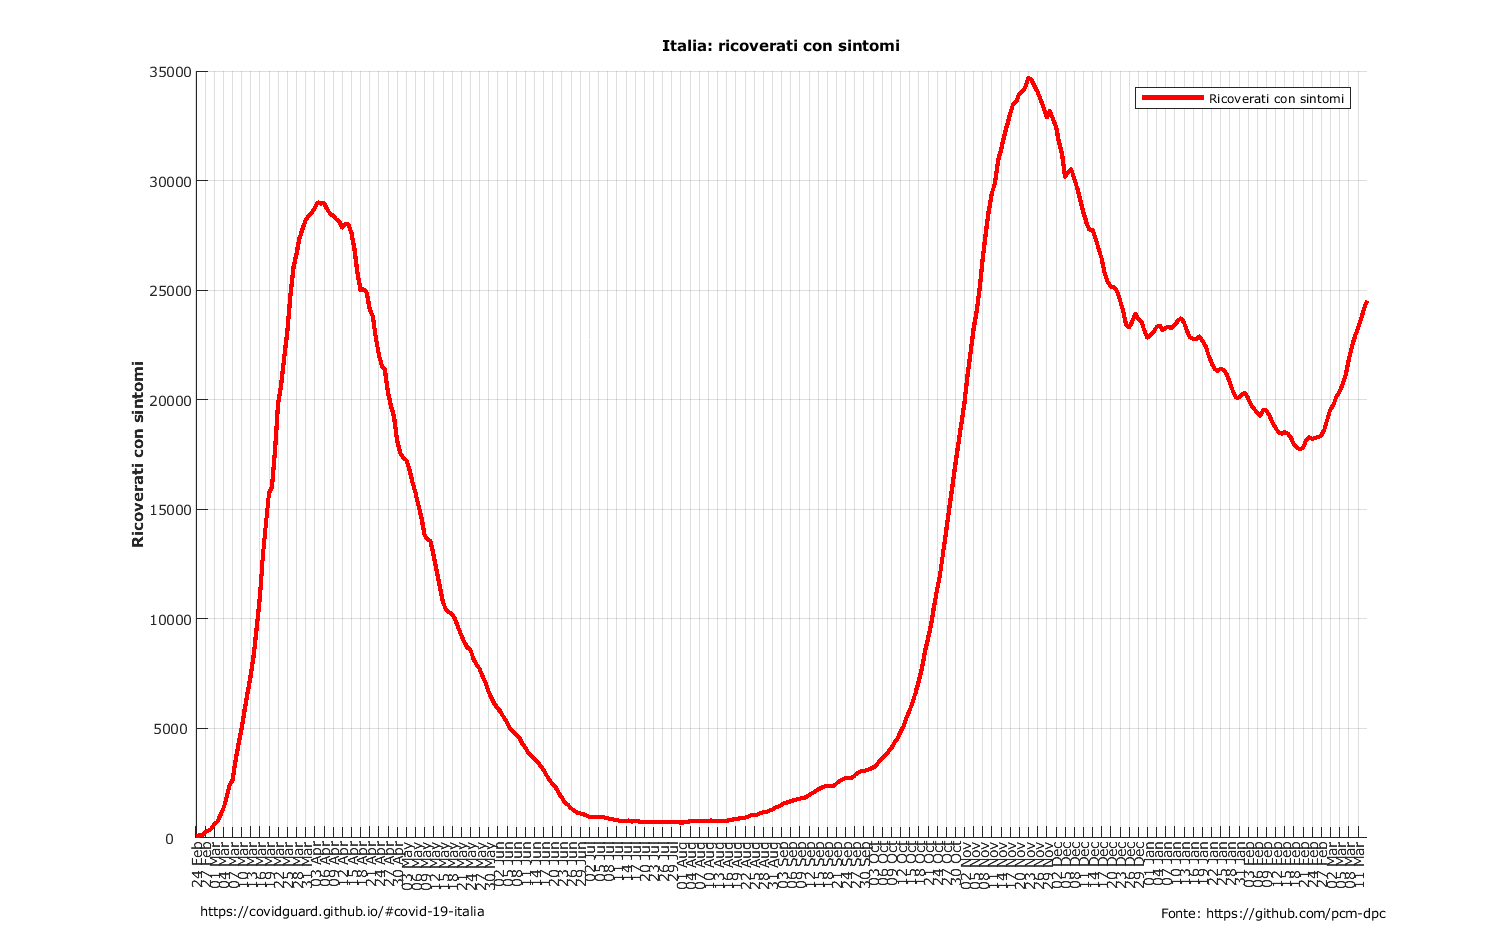 Italia: ricoverati con sintomi
Ricoverati con sintomi
35000
30000
25000
20000
15000
10000
5000
0
Ricoverati con sintomi
24 Feb
27 Feb
01 Mar
04 Mar
07 Mar
10 Mar
13 Mar
16 Mar
19 Mar
22 Mar
25 Mar
28 Mar
31 Mar
03 Apr
06 Apr
09 Apr
12 Apr
15 Apr
18 Apr
21 Apr
24 Apr
27 Apr
30 Apr
03 May
06 May
09 May
12 May
15 May
18 May
21 May
24 May
27 May
30 May
02 Jun
05 Jun
08 Jun
11 Jun
14 Jun
17 Jun
20 Jun
23 Jun
26 Jun
29 Jun
02 Jul
05 Jul
08 Jul
11 Jul
14 Jul
17 Jul
20 Jul
23 Jul
26 Jul
29 Jul
01 Aug
04 Aug
07 Aug
10 Aug
13 Aug
16 Aug
19 Aug
22 Aug
25 Aug
28 Aug
31 Aug
03 Sep
06 Sep
09 Sep
12 Sep
15 Sep
18 Sep
21 Sep
24 Sep
27 Sep
30 Sep
03 Oct
06 Oct
09 Oct
12 Oct
15 Oct
18 Oct
21 Oct
24 Oct
27 Oct
30 Oct
02 Nov
05 Nov
08 Nov
11 Nov
14 Nov
17 Nov
20 Nov
23 Nov
26 Nov
29 Nov
02 Dec
05 Dec
08 Dec
11 Dec
14 Dec
17 Dec
20 Dec
23 Dec
26 Dec
29 Dec
01 Jan
04 Jan
07 Jan
10 Jan
13 Jan
16 Jan
19 Jan
22 Jan
25 Jan
28 Jan
31 Jan
03 Feb
06 Feb
09 Feb
12 Feb
15 Feb
18 Feb
21 Feb
24 Feb
27 Feb
02 Mar
05 Mar
08 Mar
11 Mar
https://covidguard.github.io/#covid-19-italia
Fonte: https://github.com/pcm-dpc